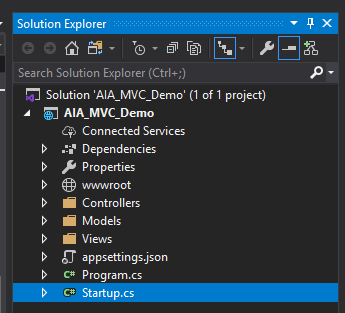 Solution Explorer
Search Solution Explorer (Ctrl+;)
Solution 'AIA_MVC_Demo' (1 of 1 project)
AIA_MVC_Demo
Connected Services
Dependencies
Properties
wwwroot
Controllers
Models
Views
appsettings.json
C# Program.cs
C# Startup.cs